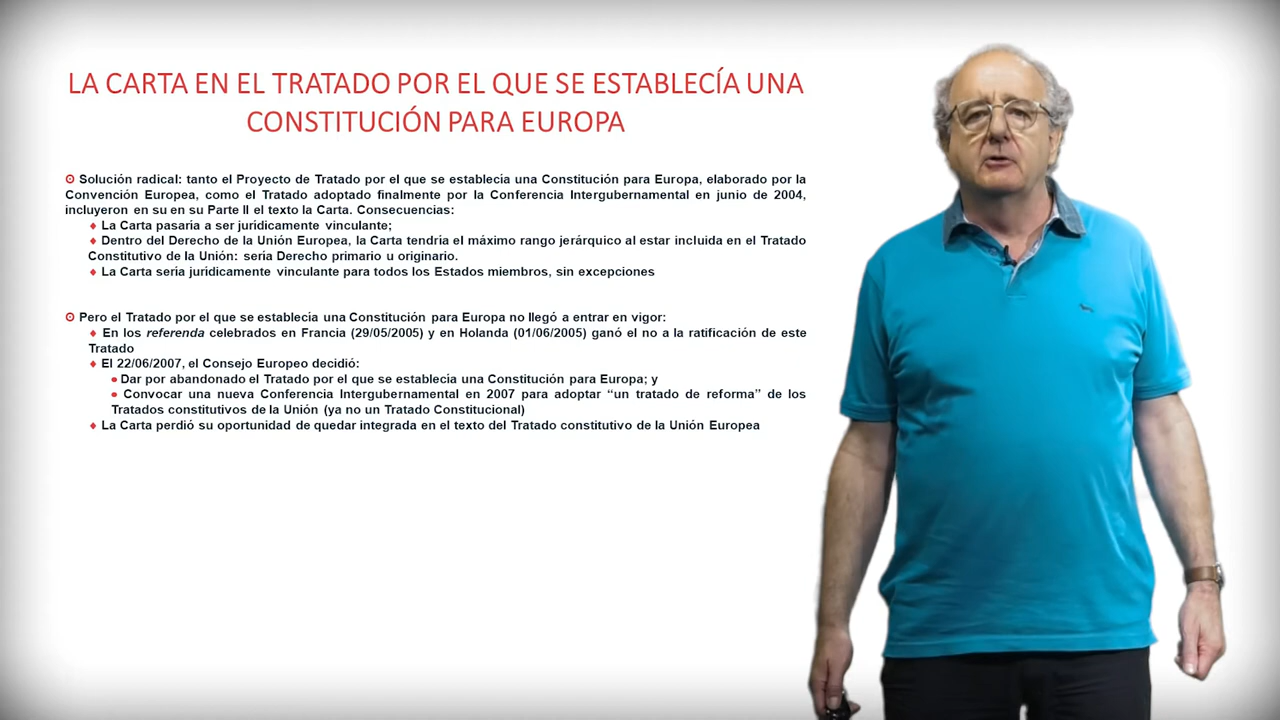 LA CARTA EN EL TRATADO POR EL QUE SE ESTABLECÍA UNA
CONSTITUCIÓN PARA EUROPA
Solución radical: tanto el Proyecto de Tratado por el que se establecía una Constitución para Europa, elaborado por la
Convención Europea, como el Tratado adoptado finalmente por la Conferencia Intergubernamental en junio de 2004,
incluyeron en su en su Parte II el texto la Carta. Consecuencias:
♦ La Carta pasaría a ser jurídicamente vinculante;
♦ Dentro del Derecho de la Unión Europea, la Carta tendría el máximo rango jerárquico al estar incluida en el Tratado
Constitutivo de la Unión: sería Derecho primario u originario.
♦ La Carta sería jurídicamente vinculante para todos los Estados miembros, sin excepciones
Pero el Tratado por el que se establecía una Constitución para Europa no llegó a entrar en vigor:
♦ En los referenda celebrados en Francia (29/05/2005) y en Holanda (01/06/2005) ganó el no a la ratificación de este
Tratado
♦ El 22/06/2007, el Consejo Europeo decidió:
● Dar por abandonado el Tratado por el que se establecía una Constitución para Europa; y
● Convocar una nueva Conferencia Intergubernamental en 2007 para adoptar “un tratado de reforma” de los
Tratados constitutivos de la Unión (ya no un Tratado Constitucional)
♦ La Carta perdió su oportunidad de quedar integrada en el texto del Tratado constitutivo de la Unión Europea